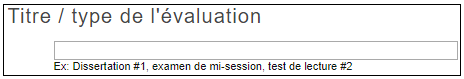 Titre / type de l'évaluation
Ex: Dissertation #1, examen de mi-session, test de lecture #2